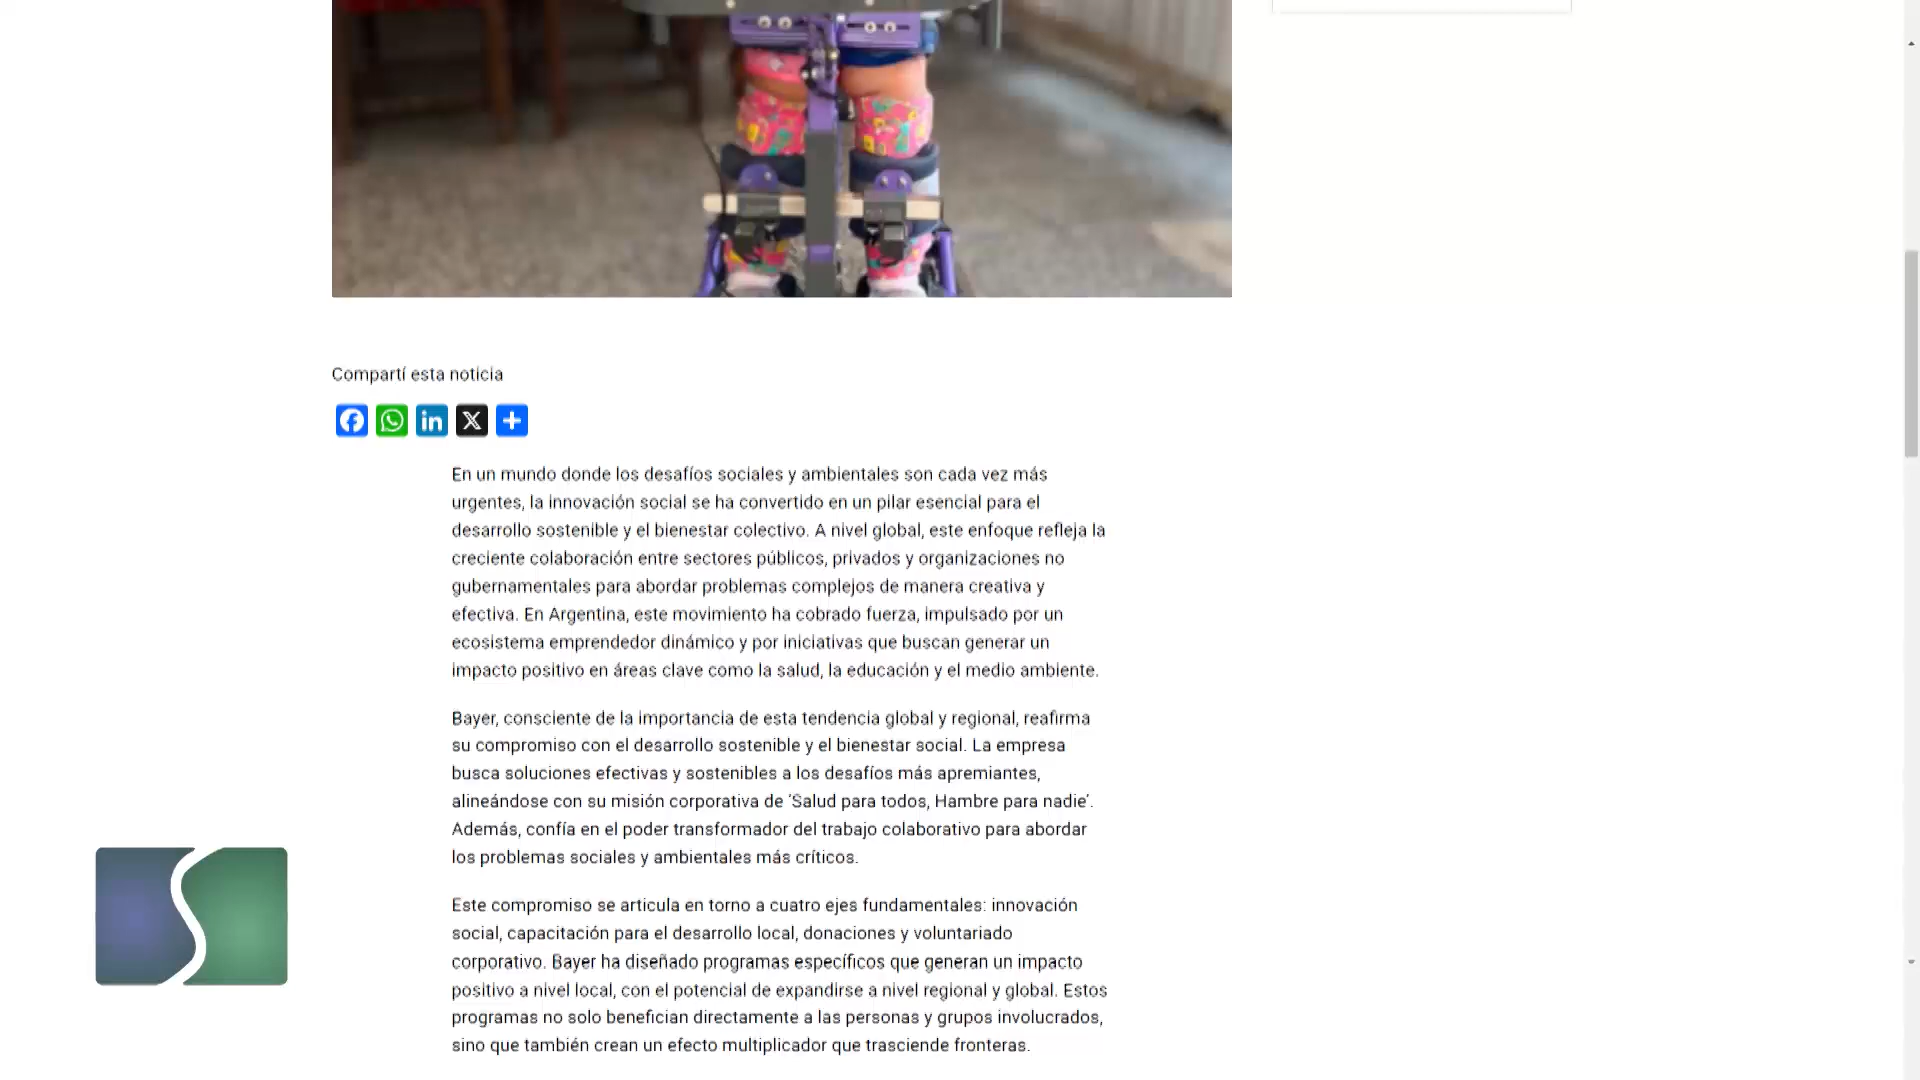 Compartí esta noticia
En un mundo donde los desafíos sociales y ambientales son cada vez más
urgentes, la innovación social se ha convertido en un pilar esencial para el
desarrollo sostenible y el bienestar colectivo. A nivel global, este enfoque refleja la
creciente colaboración entre sectores públicos, privados y organizaciones no
gubernamentales para abordar problemas complejos de manera creativa y
efectiva. En Argentina, este movimiento ha cobrado fuerza, impulsado por un
ecosistema emprendedor dinámico y por iniciativas que buscan generar un
impacto positivo en áreas clave como la salud, la educación y el medio ambiente.
Bayer, consciente de la importancia de esta tendencia global y regional, reafirma
su compromiso con el desarrollo sostenible y el bienestar social. La empresa
busca soluciones efectivas y sostenibles a los desafíos más apremiantes,
alineándose con su misión corporativa de 'Salud para todos, Hambre para nadie'.
Además, confía en el poder transformador del trabajo colaborativo para abordar
los problemas sociales y ambientales más críticos.
Este compromiso se articula en torno a cuatro ejes fundamentales: innovación
social, capacitación para el desarrollo local, donaciones y voluntariado
corporativo. Bayer ha diseñado programas específicos que generan un impacto
positivo a nivel local, con el potencial de expandirse a nivel regional y global. Estos
programas no solo benefician directamente a las personas y grupos involucrados,
sino que también crean un efecto multiplicador que trasciende fronteras.